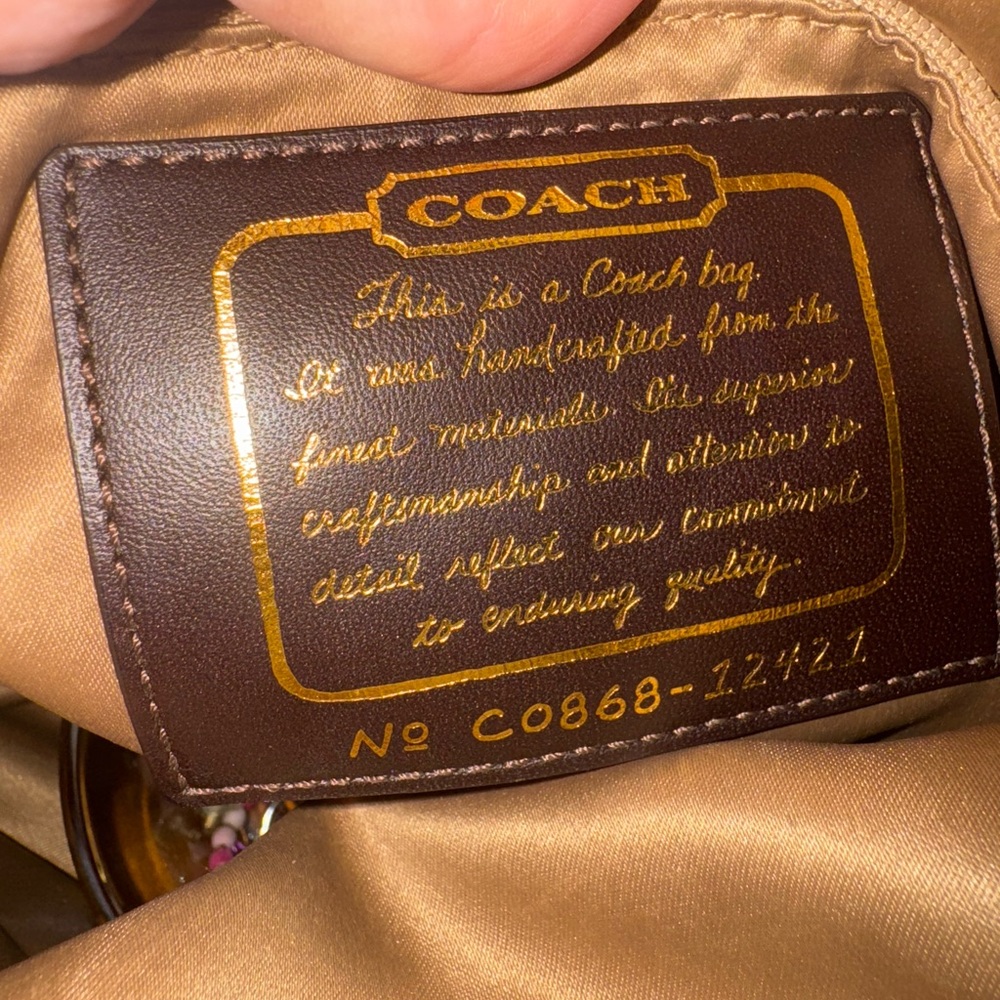 COACH
This is a Coach bag.
It was handcrafted from the
finest materials. Its superior
craftsmanship and attention to
detail reflect our commitment
to enduring quality.
Nº C0868-12421